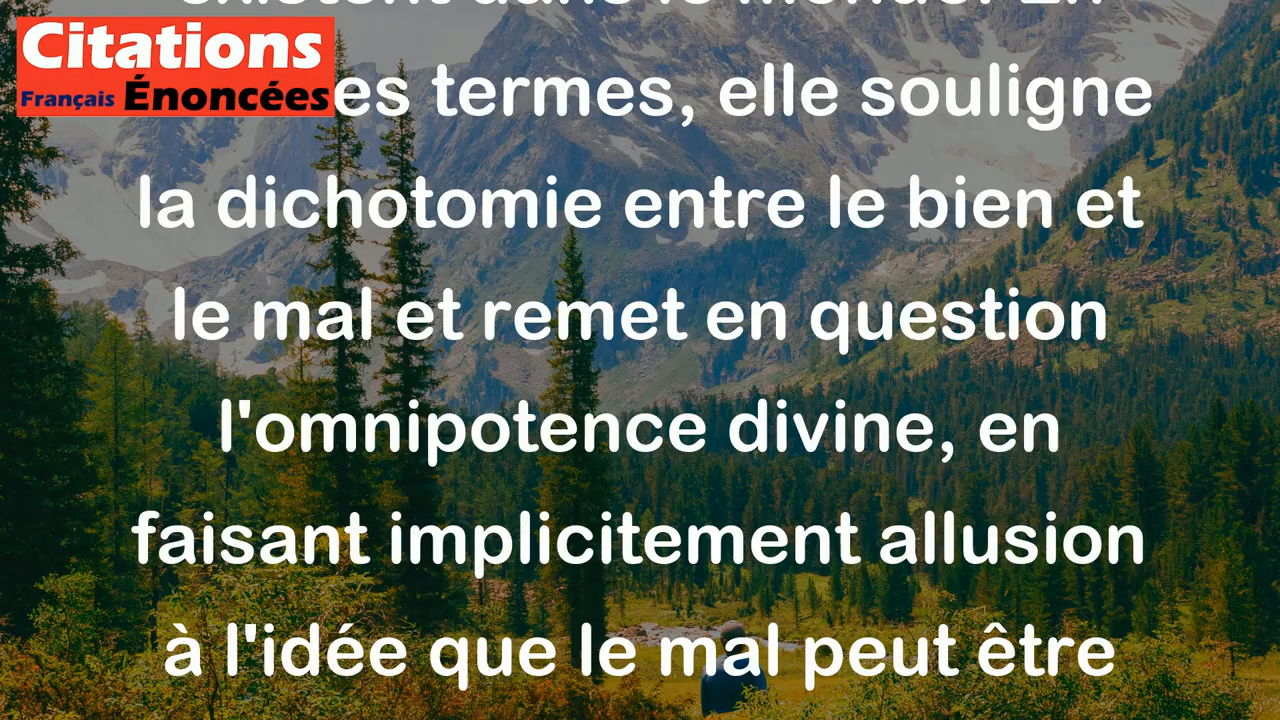 Citations
Français Énoncées
es termes, elle souligne
la dichotomie entre le bien et
le mal et remet en question
l'omnipotence divine, en
faisant implicitement allusion
à l'idée que le mal peut être